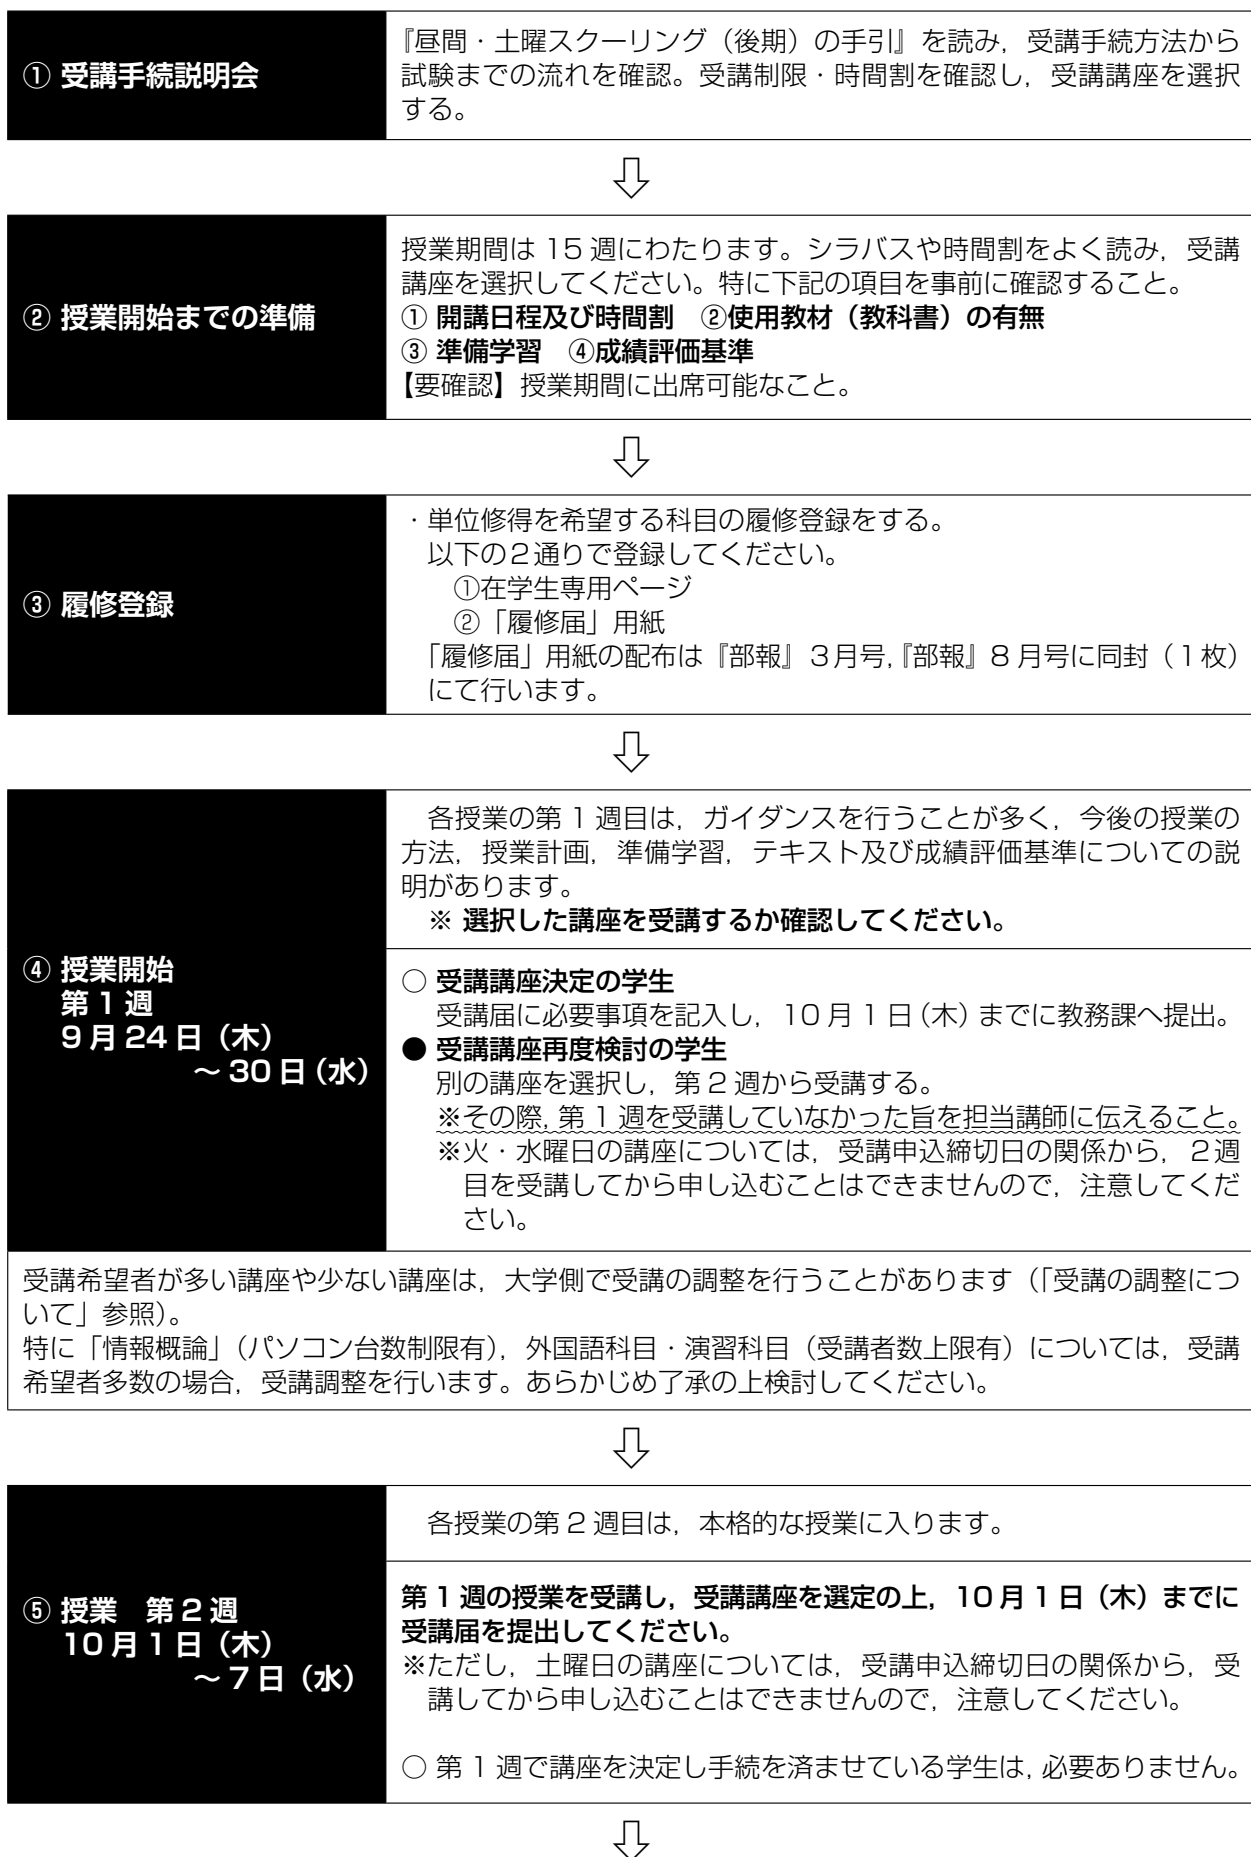 ① 受講手続説明会
『昼間・土曜スクーリング（後期）の手引』を読み，受講手続方法から
試験までの流れを確認。受講制限・時間割を確認し，受講講座を選択
する。
② 授業開始までの準備
授業期間は 15 週にわたります。シラバスや時間割をよく読み，受講
講座を選択してください。特に下記の項目を事前に確認すること。
① 開講日程及び時間割　②使用教材（教科書）の有無
③ 準備学習　④成績評価基準
【要確認】授業期間に出席可能なこと。
③ 履修登録
・単位修得を希望する科目の履修登録をする。
以下の２通りで登録してください。
①在学生専用ページ
②「履修届」用紙
「履修届」用紙の配布は『部報』３月号，『部報』８月号に同封（１枚）
にて行います。
④ 授業開始
第 1 週
9 月 24 日（木）
～ 30 日（水）
各授業の第 1 週目は，ガイダンスを行うことが多く，今後の授業の
方法，授業計画，準備学習，テキスト及び成績評価基準についての説
明があります。
※ 選択した講座を受講するか確認してください。
○ 受講講座決定の学生
受講届に必要事項を記入し，10 月 1 日（木）までに教務課へ提出。
● 受講講座再度検討の学生
別の講座を選択し，第 2 週から受講する。
※その際，第 1 週を受講していなかった旨を担当講師に伝えること。
※火・水曜日の講座については，受講申込締切日の関係から，２週
目を受講してから申し込むことはできませんので，注意してくだ
さい。
受講希望者が多い講座や少ない講座は，大学側で受講の調整を行うことがあります（「受講の調整につ
いて」参照）。
特に「情報概論」（パソコン台数制限有），外国語科目・演習科目（受講者数上限有）については，受講
希望者多数の場合，受講調整を行います。あらかじめ了承の上検討してください。
⑤ 授業　第 2 週
10 月 1 日（木）
～ 7 日（水）
各授業の第 2 週目は，本格的な授業に入ります。
第 1 週の授業を受講し，受講講座を選定の上，10 月 1 日（木）までに
受講届を提出してください。
※ただし，土曜日の講座については，受講申込締切日の関係から，受
講してから申し込むことはできませんので，注意してください。
○ 第 1 週で講座を決定し手続を済ませている学生は，必要ありません。